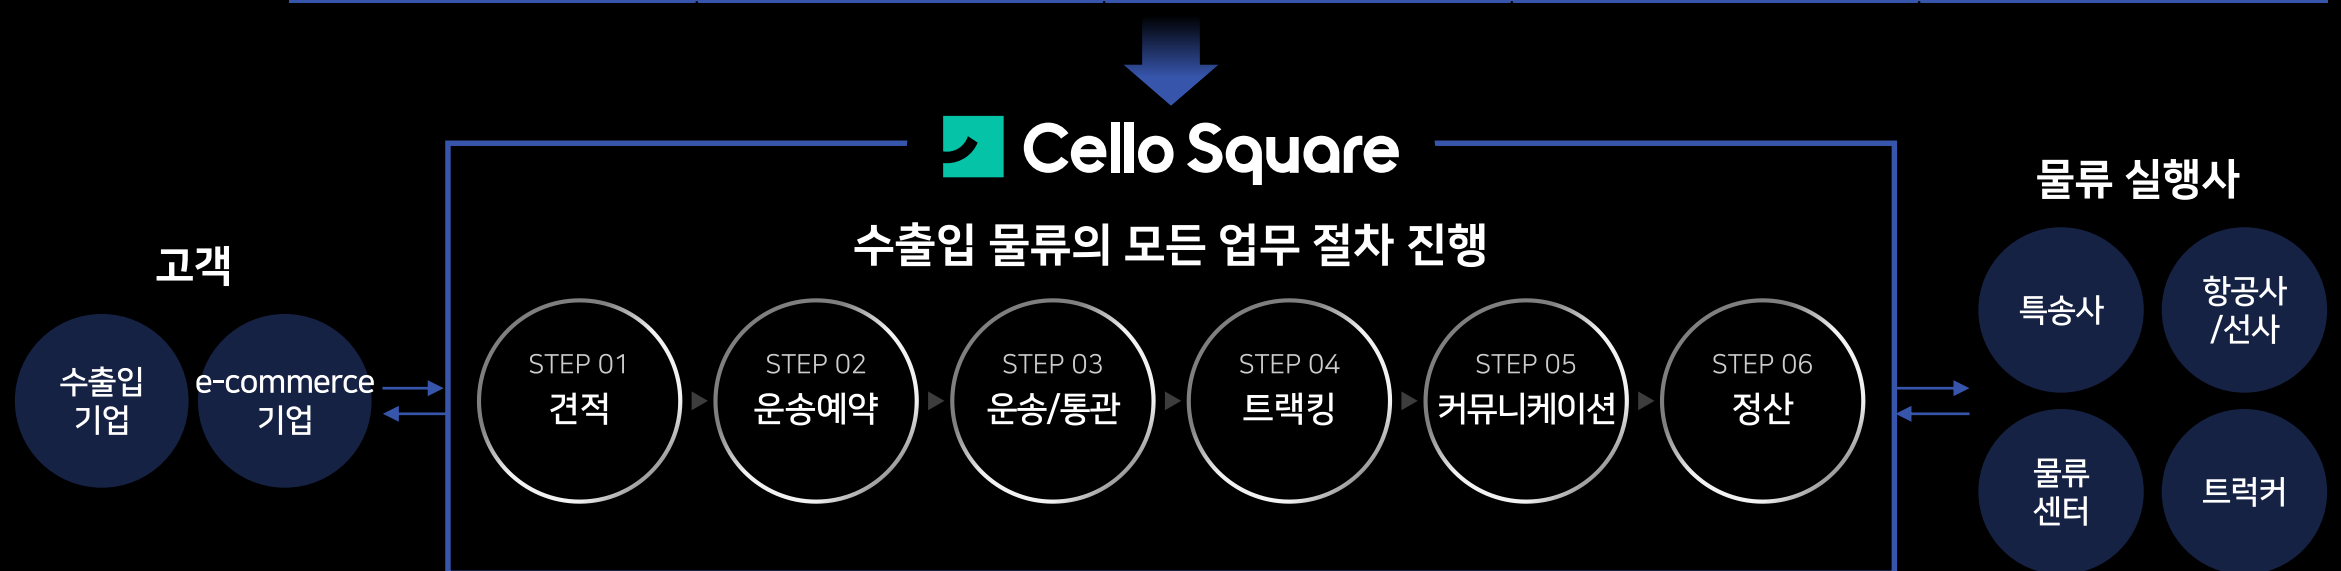 Cello Square
수출입 물류의 모든 업무 절차 진행
고객
수출입
기업
e-commerce
기업
STEP 01
견적
STEP 02
운송예약
STEP 03
운송/통관
STEP 04
트랙킹
STEP 05
커뮤니케이션
STEP 06
정산
물류 실행사
특송사
항공사
/선사
물류
센터
트럭커